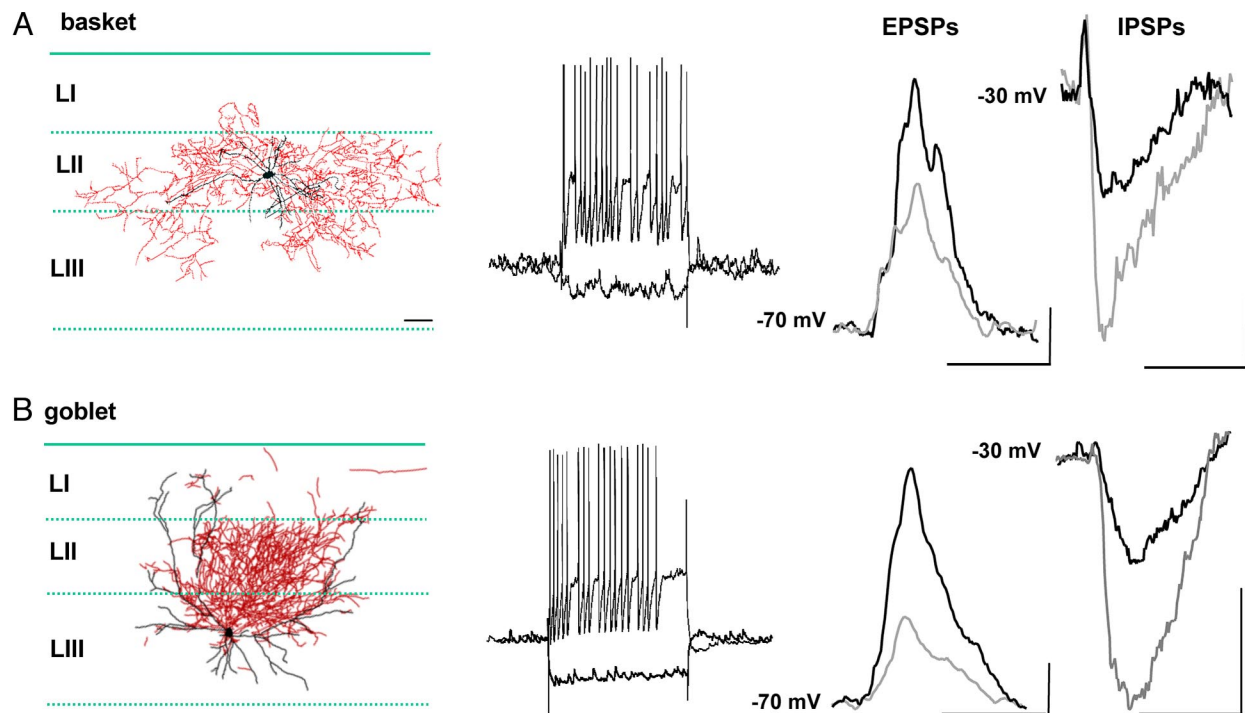 A basket
EPSPs
IPSPs
LI
LII
LIII
-30 mV
-70 mV
B goblet
LI
LII
LIII
-30 mV
-70 mV